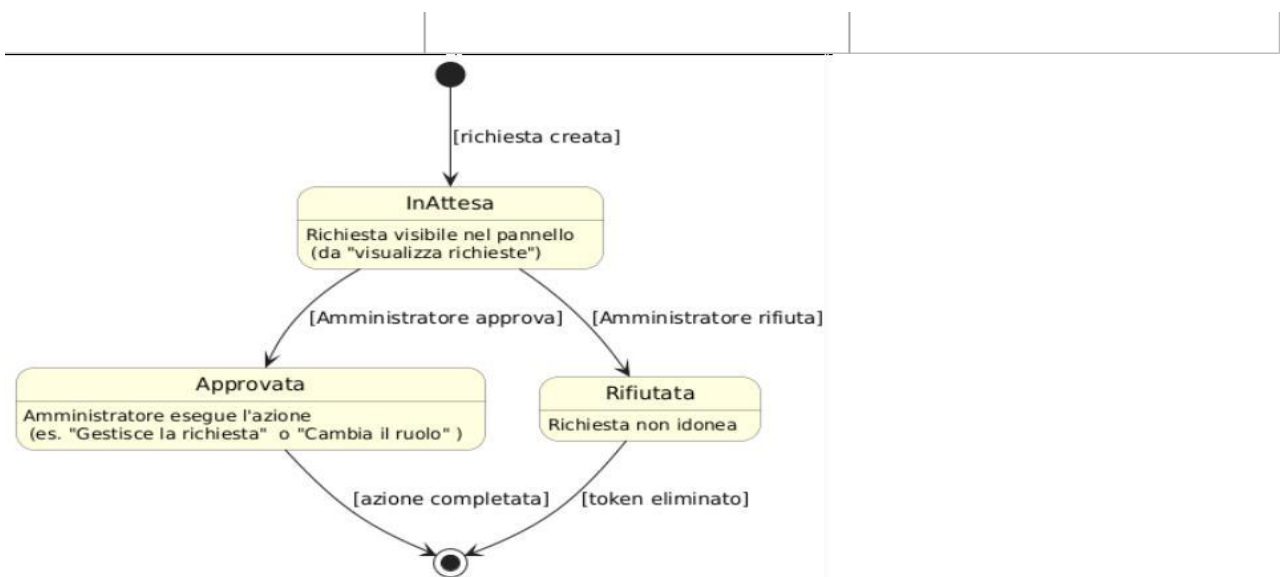 [richiesta creata]
InAttesa
Richiesta visibile nel pannello
(da "visualizza richieste")
[Amministratore approva]
[Amministratore rifiuta]
Approvata
Amministratore esegue l'azione
(es. "Gestisce la richiesta" o "Cambia il ruolo" )
Rifiutata
Richiesta non idonea
[azione completata]
[token eliminato]